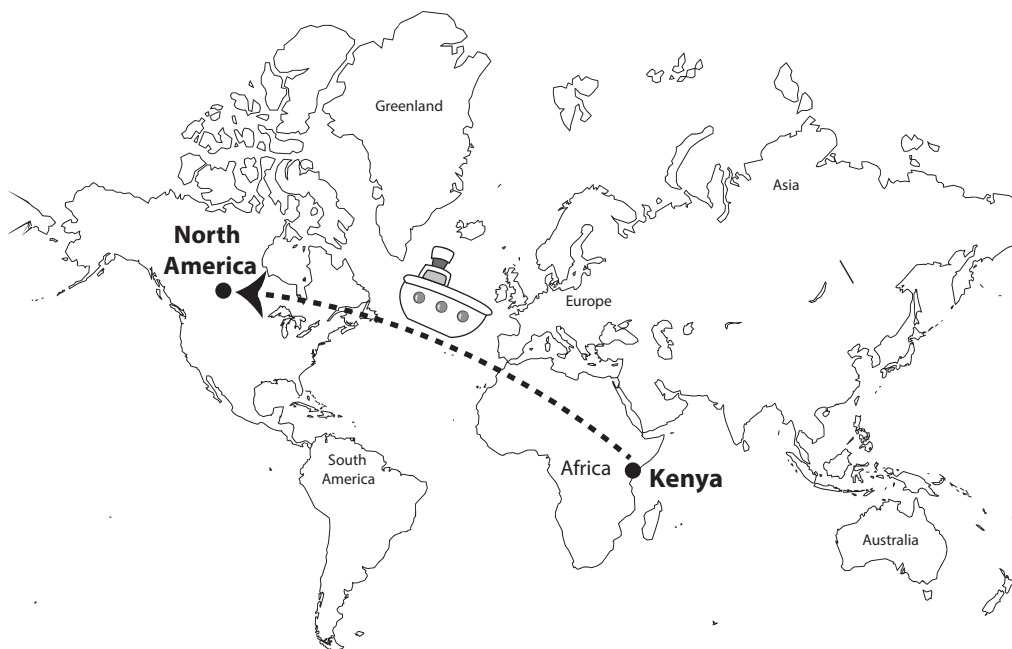 Greenland
Asia
North
America
Europe
South
America
Africa
Kenya
Australia